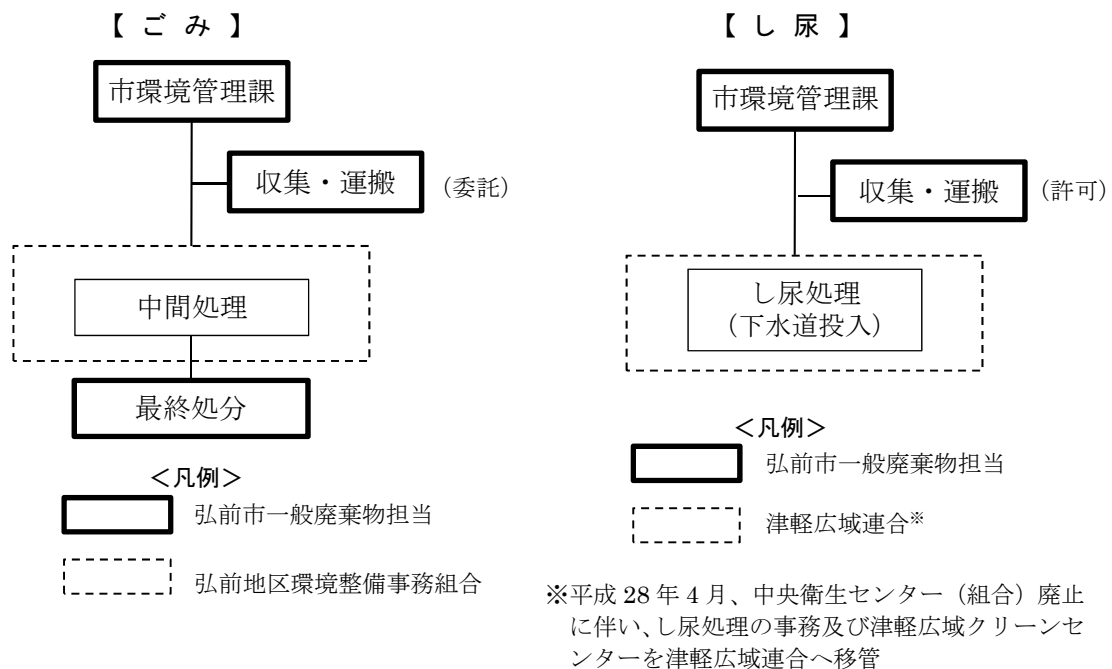 【 ご み 】
市環境管理課
収集・運搬 (委託)
中間処理
最終処分
＜凡例＞
弘前市一般廃棄物担当
弘前地区環境整備事務組合
【 し 尿 】
市環境管理課
収集・運搬 (許可)
し尿処理
（下水道投入）
＜凡例＞
弘前市一般廃棄物担当
津軽広域連合※
※平成 28 年 4 月、中央衛生センター（組合）廃止
に伴い、し尿処理の事務及び津軽広域クリーンセ
ンターを津軽広域連合へ移管